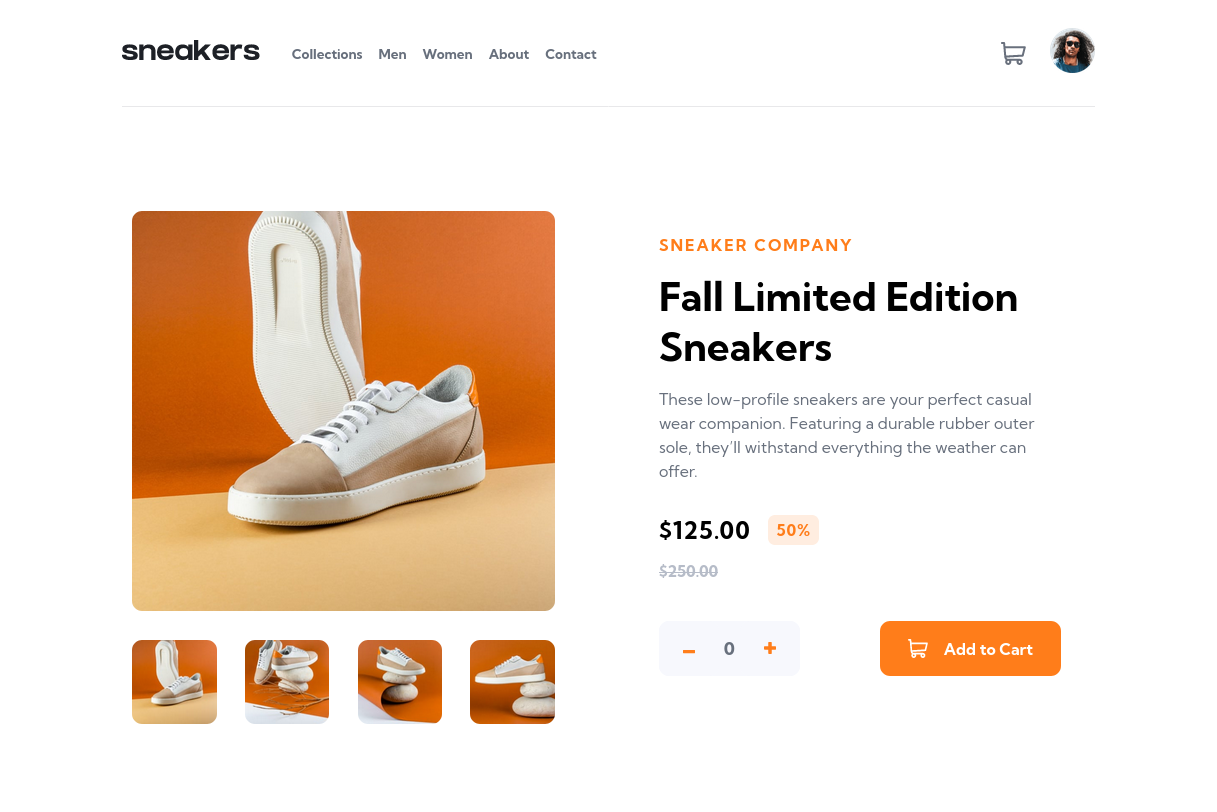 sneakers Collections Men Women About Contact
SNEAKER COMPANY
Fall Limited Edition
Sneakers
These low-profile sneakers are your perfect casual
wear companion. Featuring a durable rubber outer
sole, they’ll withstand everything the weather can
offer.
$125.00 50%
$250.00
0 Add to Cart